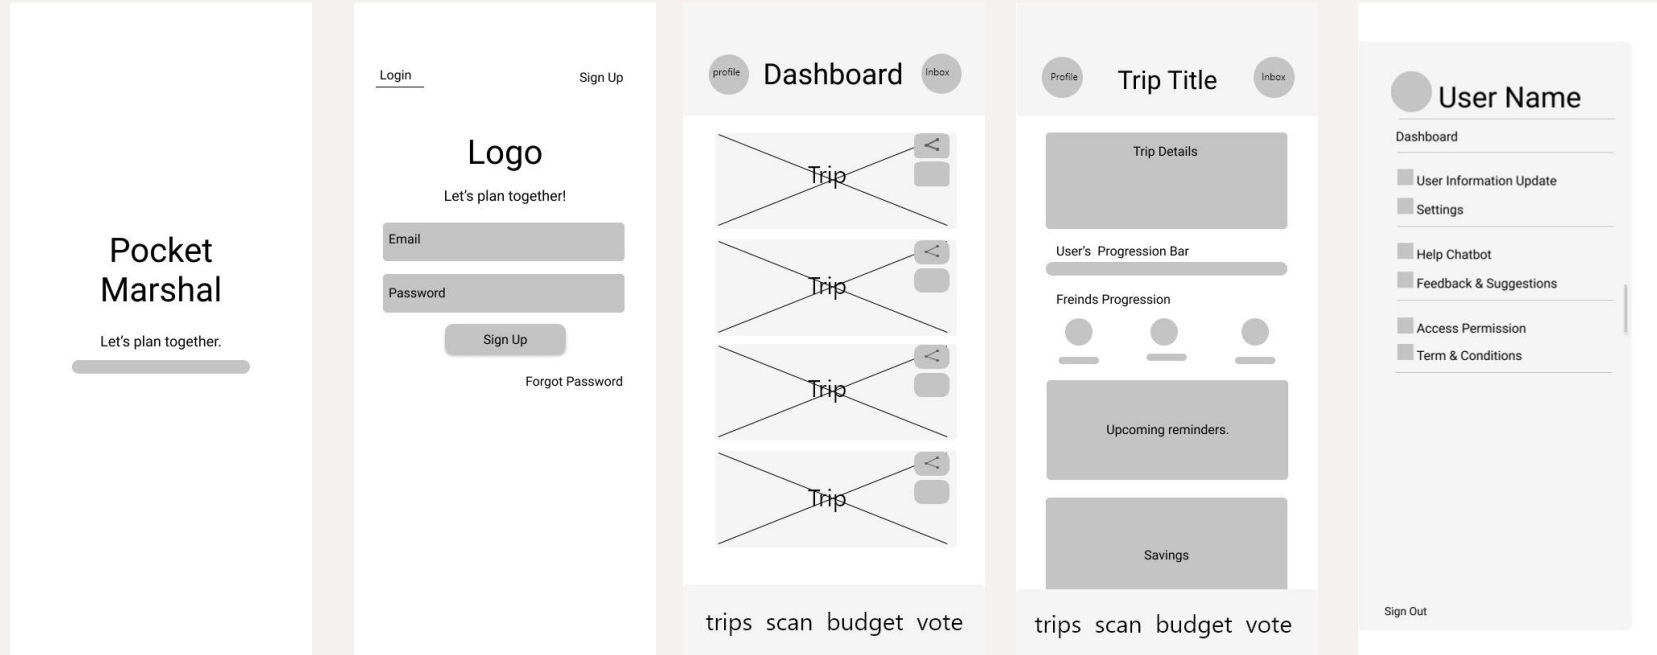 Pocket
Marshal
Let's plan together.
Login
Sign Up
Logo
Let's plan together!
Email
Password
Sign Up
Forgot Password
profile
Dashboard
Inbox
Trip
Trip
Trip
Trip
trips scan budget vote
Profile
Trip Title
Inbox
Trip Details
User's Progression Bar
Freinds Progression
Upcoming reminders.
Savings
trips scan budget vote
User Name
Dashboard
User Information Update
Settings
Help Chatbot
Feedback & Suggestions
Access Permission
Term & Conditions
Sign Out